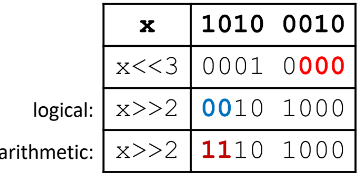 x 1010 0010
x<<3 0001 0000
logical: x>>2 0010 1000
arithmetic: x>>2 1110 1000